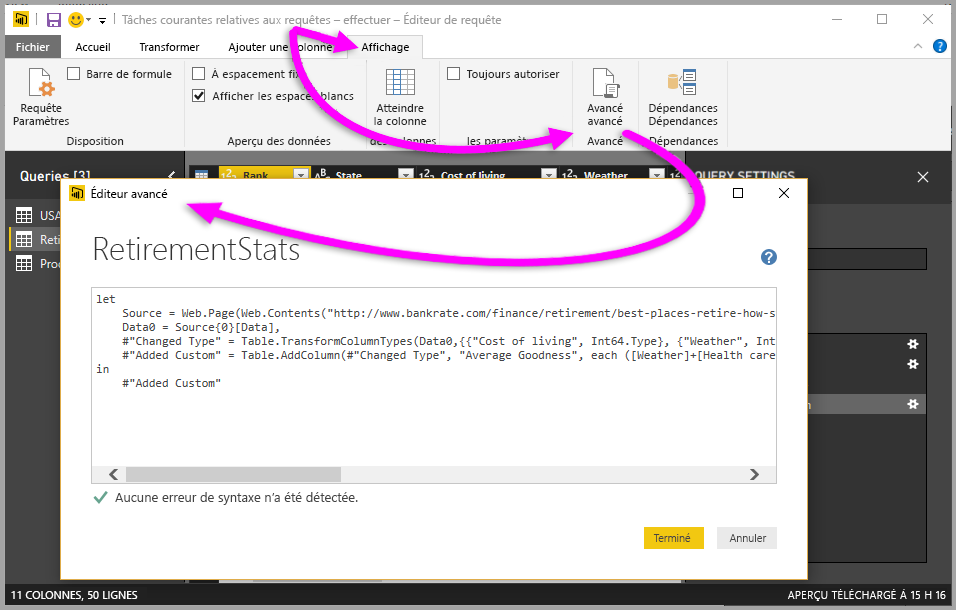 Tâches courantes relatives aux requêtes – effectuer – Éditeur de requête
Fichier Accueil Transformer Ajouter une colonne Affichage
Barre de formule À espacement fix Toujours autoriser
Afficher les espaces blancs
Requête Paramètres
Atteindre la colonne
Avancé avancé
Dépendances Dépendances
Disposition Aperçu des données des colonnes les paramètres Avancé Dépendances
Queries [3] Rank State Cost of living Weather QUERY SETTINGS
USA
Reti
Proc
Éditeur avancé
RetirementStats
let
Source = Web.Page(Web.Contents("http://www.bankrate.com/finance/retirement/best-places-retire-how-s
Data0 = Source{0}[Data],
#"Changed Type" = Table.TransformColumnTypes(Data0,{{"Cost of living", Int64.Type}, {"Weather", Int
#"Added Custom" = Table.AddColumn(#"Changed Type", "Average Goodness", each ([Weather]+[Health care
in
#"Added Custom"
Aucune erreur de syntaxe n’a été détectée.
Terminé Annuler
11 COLONNES, 50 LIGNES APERÇU TÉLÉCHARGÉ À 15 H 16